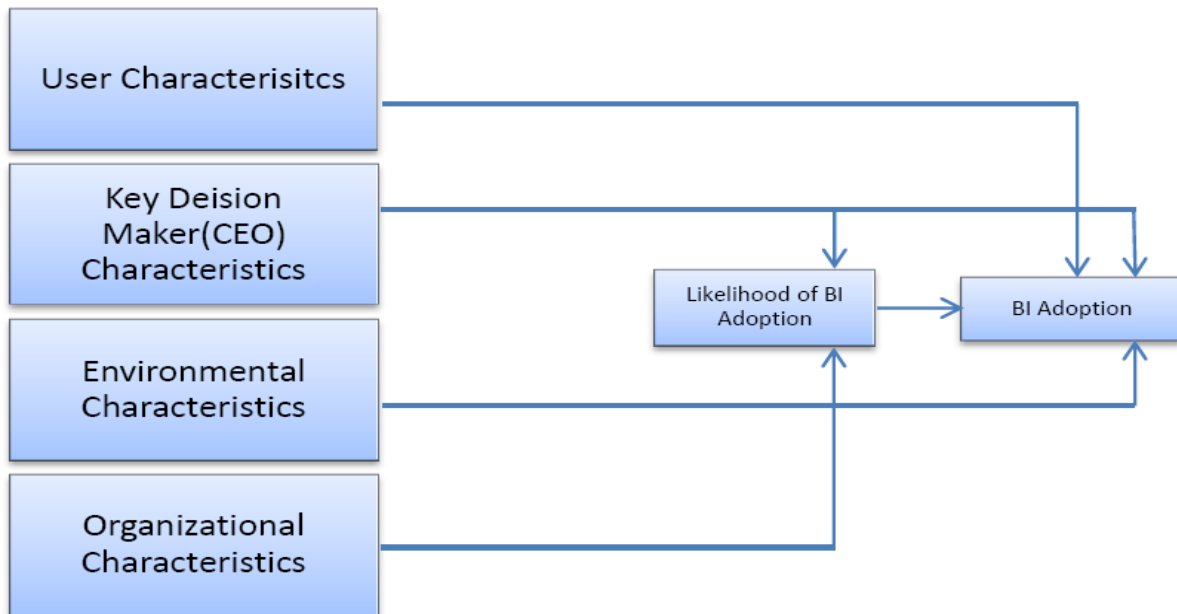 User Characterisitcs
Key Deision
Maker(CEO)
Characteristics
Likelihood of BI
Adoption
BI Adoption
Environmental
Characteristics
Organizational
Characteristics